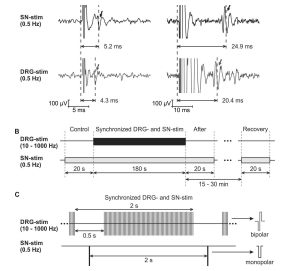 SN-stim
(0.5 Hz)
5.2 ms
24.9 ms
DRG-stim
(0.5 Hz)
4.3 ms
20.4 ms
100 µV
5 ms
100 µV
10 ms
B
Control
Synchronized DRG- and SN-stim
After
Recovery
DRG-stim
(10 - 1000 Hz)
SN-stim
(0.5 Hz)
20 s
180 s
20 s
20 s
15 - 30 min
C
Synchronized DRG- and SN-stim
2 s
DRG-stim
(10 - 1000 Hz)
0.5 s
bipolar
SN-stim
(0.5 Hz)
2 s
monopolar